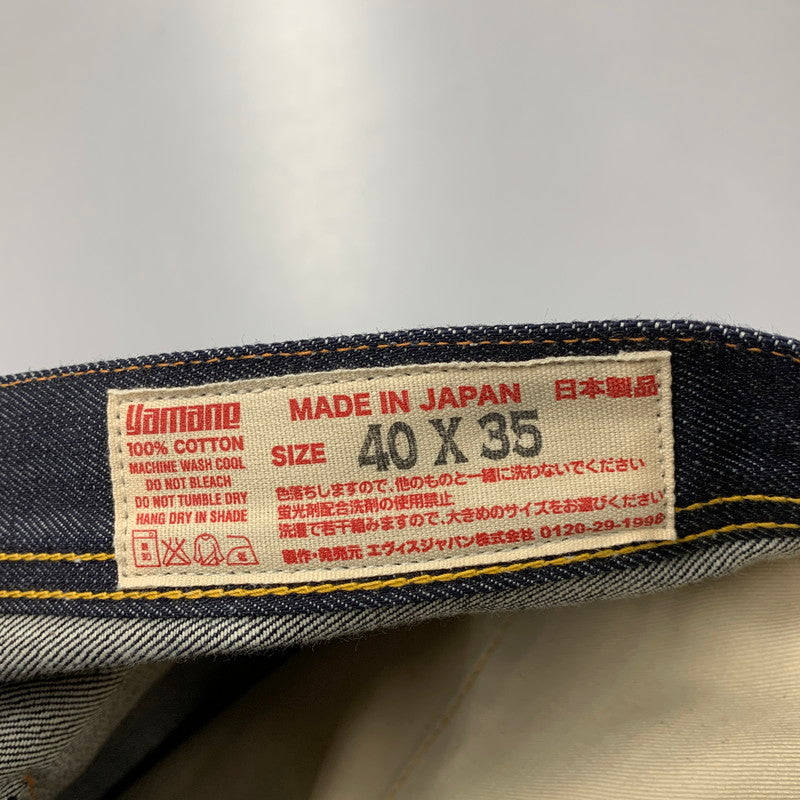 yamane
100% COTTON
MACHINE WASH COOL
DO NOT BLEACH
DO NOT TUMBLE DRY
HANG DRY IN SHADE
MADE IN JAPAN 日本製品
SIZE 40 X 35
色落ちしますので、他のものと一緒に洗わないでください
蛍光剤配合洗剤の使用禁止
洗濯で若干縮みますので、大きめのサイズをお選びください
製作・発売元 エヴィスジャパン株式会社 0120-29-1998